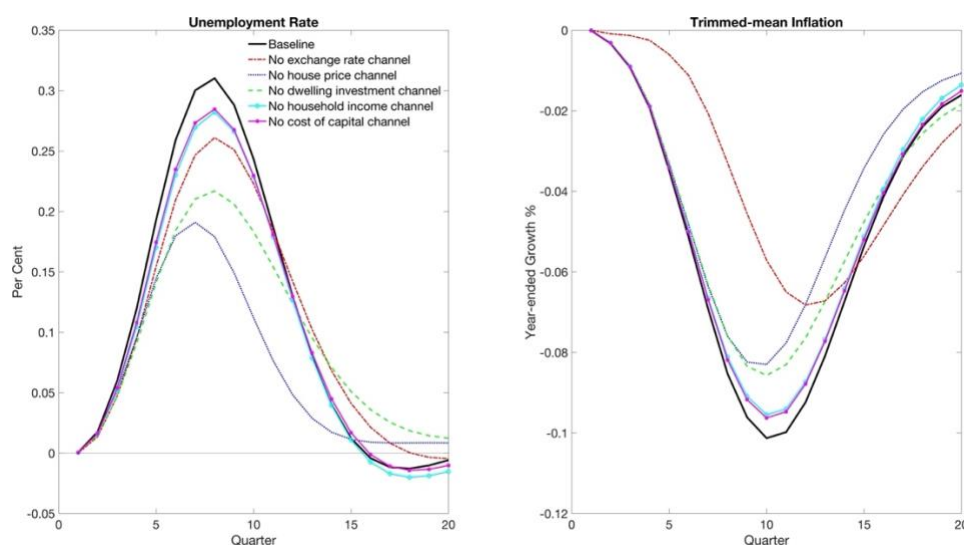 Unemployment Rate
0.35
0.3
0.25
0.2
0.15
0.1
0.05
0
-0.05
Per Cent
Baseline
No exchange rate channel
No house price channel
No dwelling investment channel
No household income channel
No cost of capital channel
0 5 10 15 20
Quarter
Trimmed-mean Inflation
0
-0.02
-0.04
-0.06
-0.08
-0.1
-0.12
Year-ended Growth %
0 5 10 15 20
Quarter